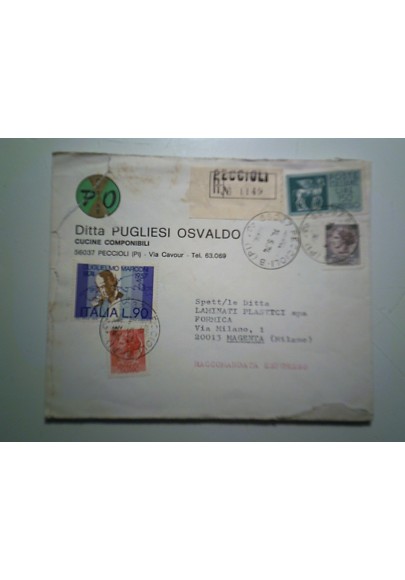 PECCIOLI
N. 1149
PO
Ditta PUGLIESI OSVALDO
CUCINE COMPONIBILI
56037 PECCIOLI (PI) - Via Cavour - Tel. 63.069
GUGLIELMO MARCONI
ITALIA L.90
Spett/le Ditta
LAMINATI PLASTICI spa
FORMICA
Via Milano, 1
20013 MAGENTA (Milano)
RACCOMANDATA